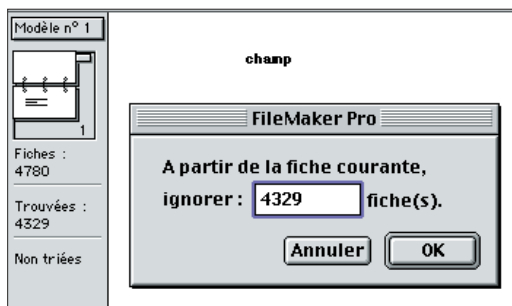 Modèle n° 1
champ
1
Fiches :
4780
Trouvées :
4329
Non triées
FileMaker Pro
A partir de la fiche courante,
ignorer : 4329 fiche(s).
Annuler OK